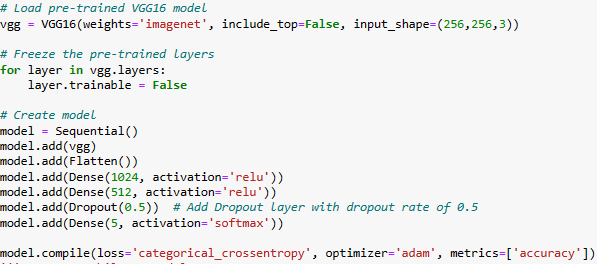 # Load pre-trained VGG16 model
vgg = VGG16(weights='imagenet', include_top=False, input_shape=(256,256,3))
# Freeze the pre-trained layers
for layer in vgg.layers:
    layer.trainable = False
# Create model
model = Sequential()
model.add(vgg)
model.add(Flatten())
model.add(Dense(1024, activation='relu'))
model.add(Dense(512, activation='relu'))
model.add(Dropout(0.5))  # Add Dropout layer with dropout rate of 0.5
model.add(Dense(5, activation='softmax'))
model.compile(loss='categorical_crossentropy', optimizer='adam', metrics=['accuracy'])